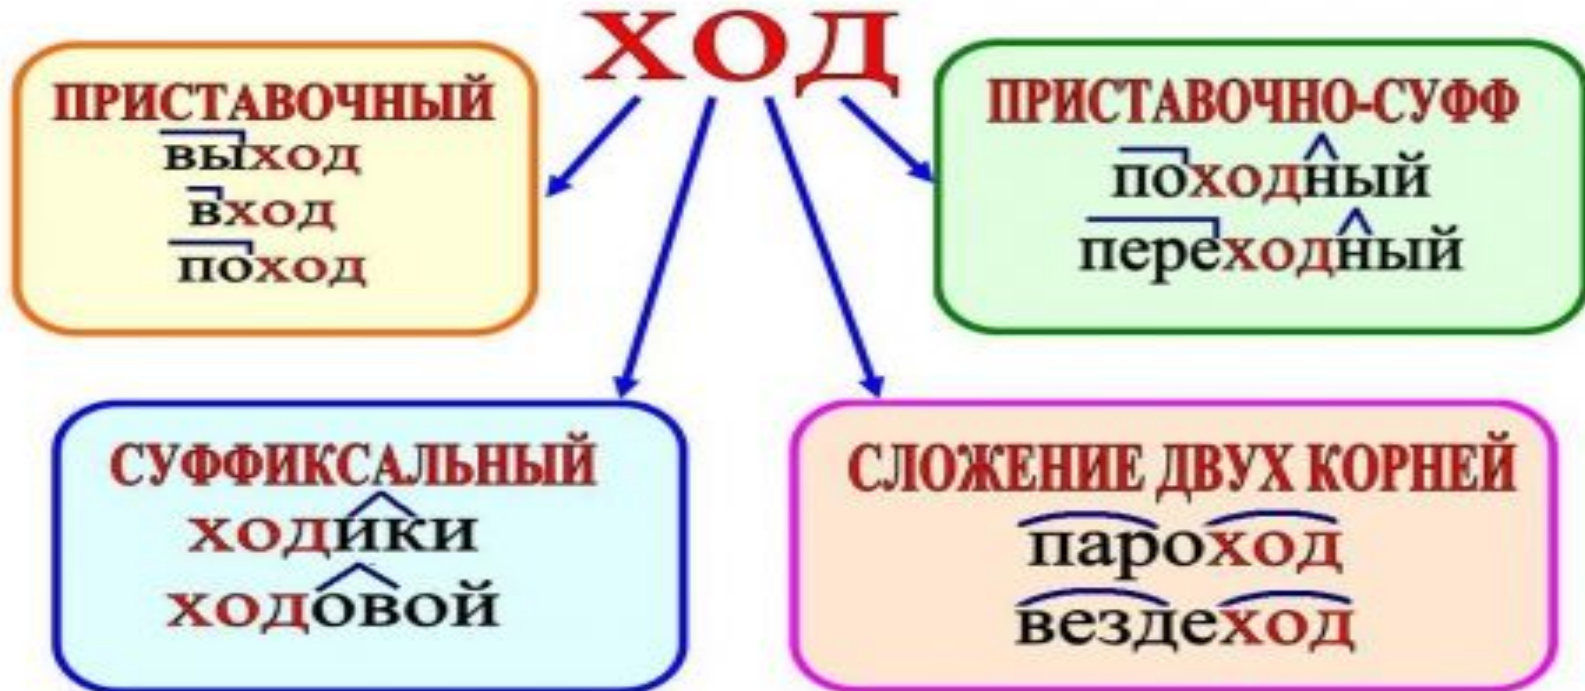 ХОД
ПРИСТАВОЧНЫЙ
выход
вход
поход
ПРИСТАВОЧНО-СУФФ
походный
переходный
СУФФИКСАЛЬНЫЙ
ходики
ходовой
СЛОЖЕНИЕ ДВУХ КОРНЕЙ
пароход
вездеход